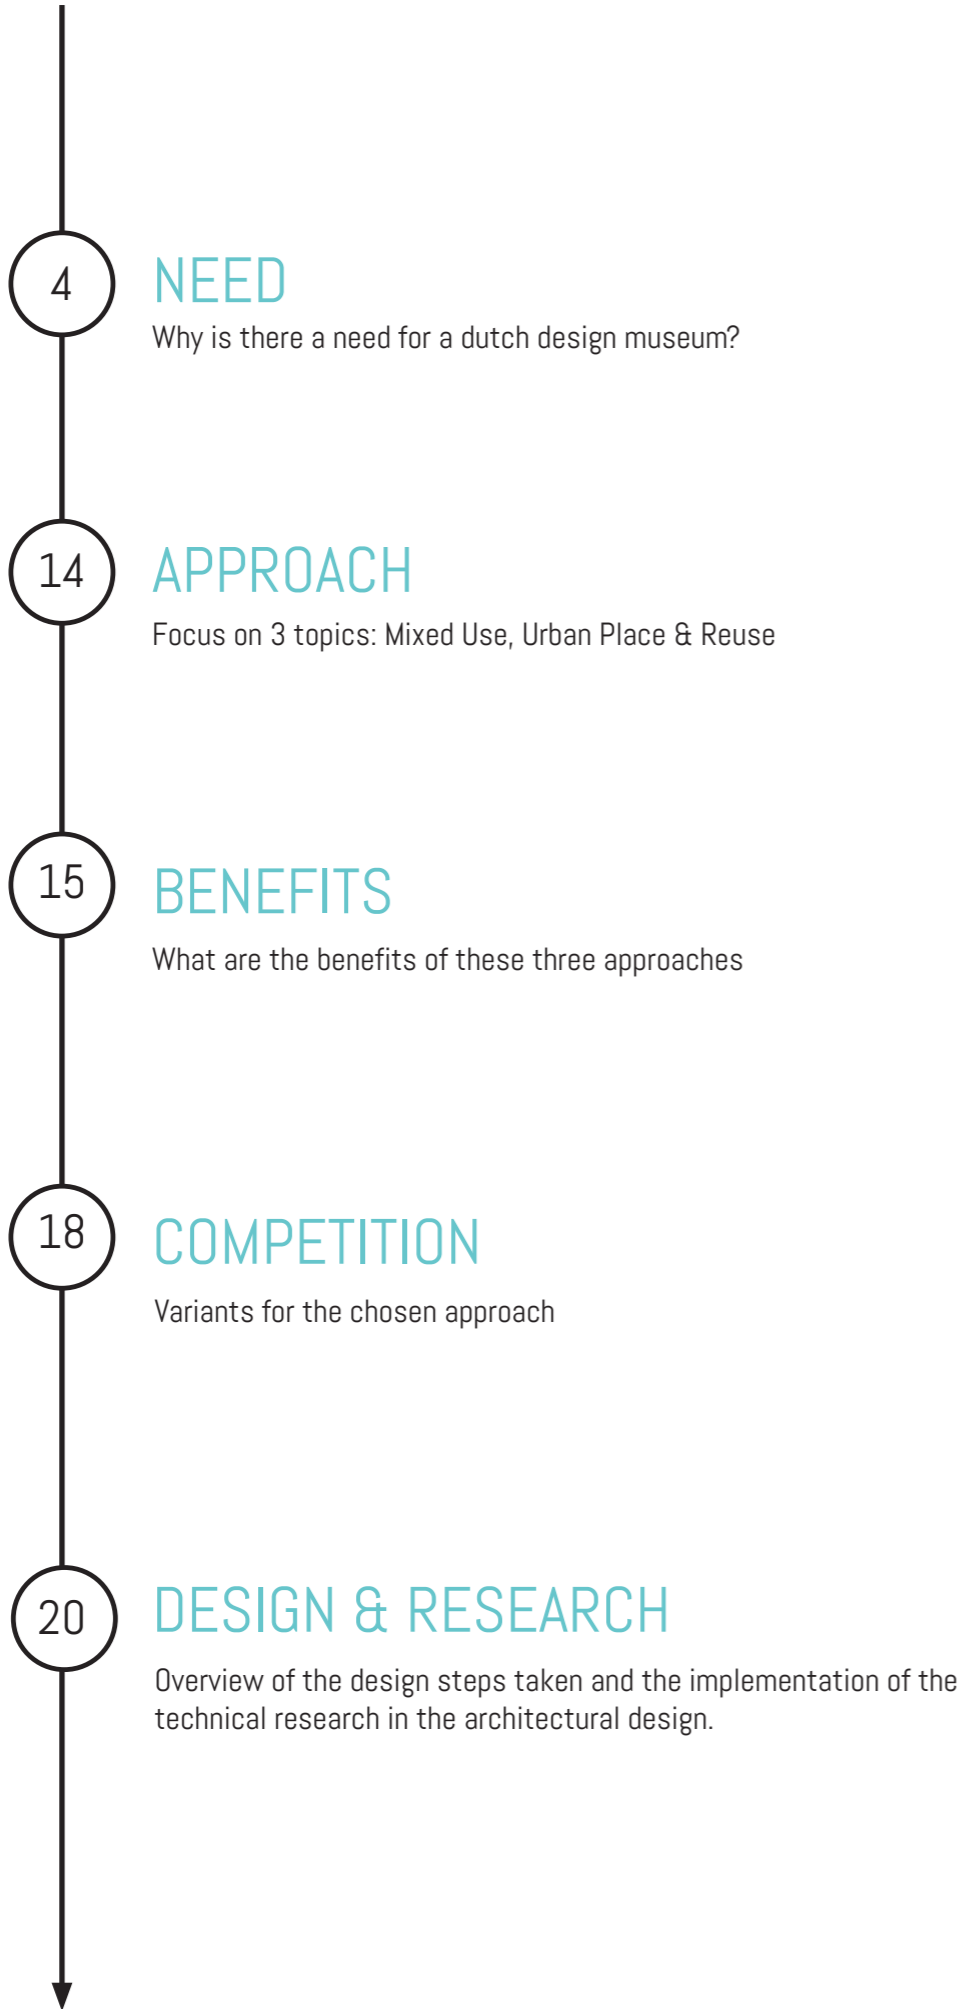 4
NEED
Why is there a need for a dutch design museum?
14
APPROACH
Focus on 3 topics: Mixed Use, Urban Place & Reuse
15
BENEFITS
What are the benefits of these three approaches
18
COMPETITION
Variants for the chosen approach
20
DESIGN & RESEARCH
Overview of the design steps taken and the implementation of the
technical research in the architectural design.